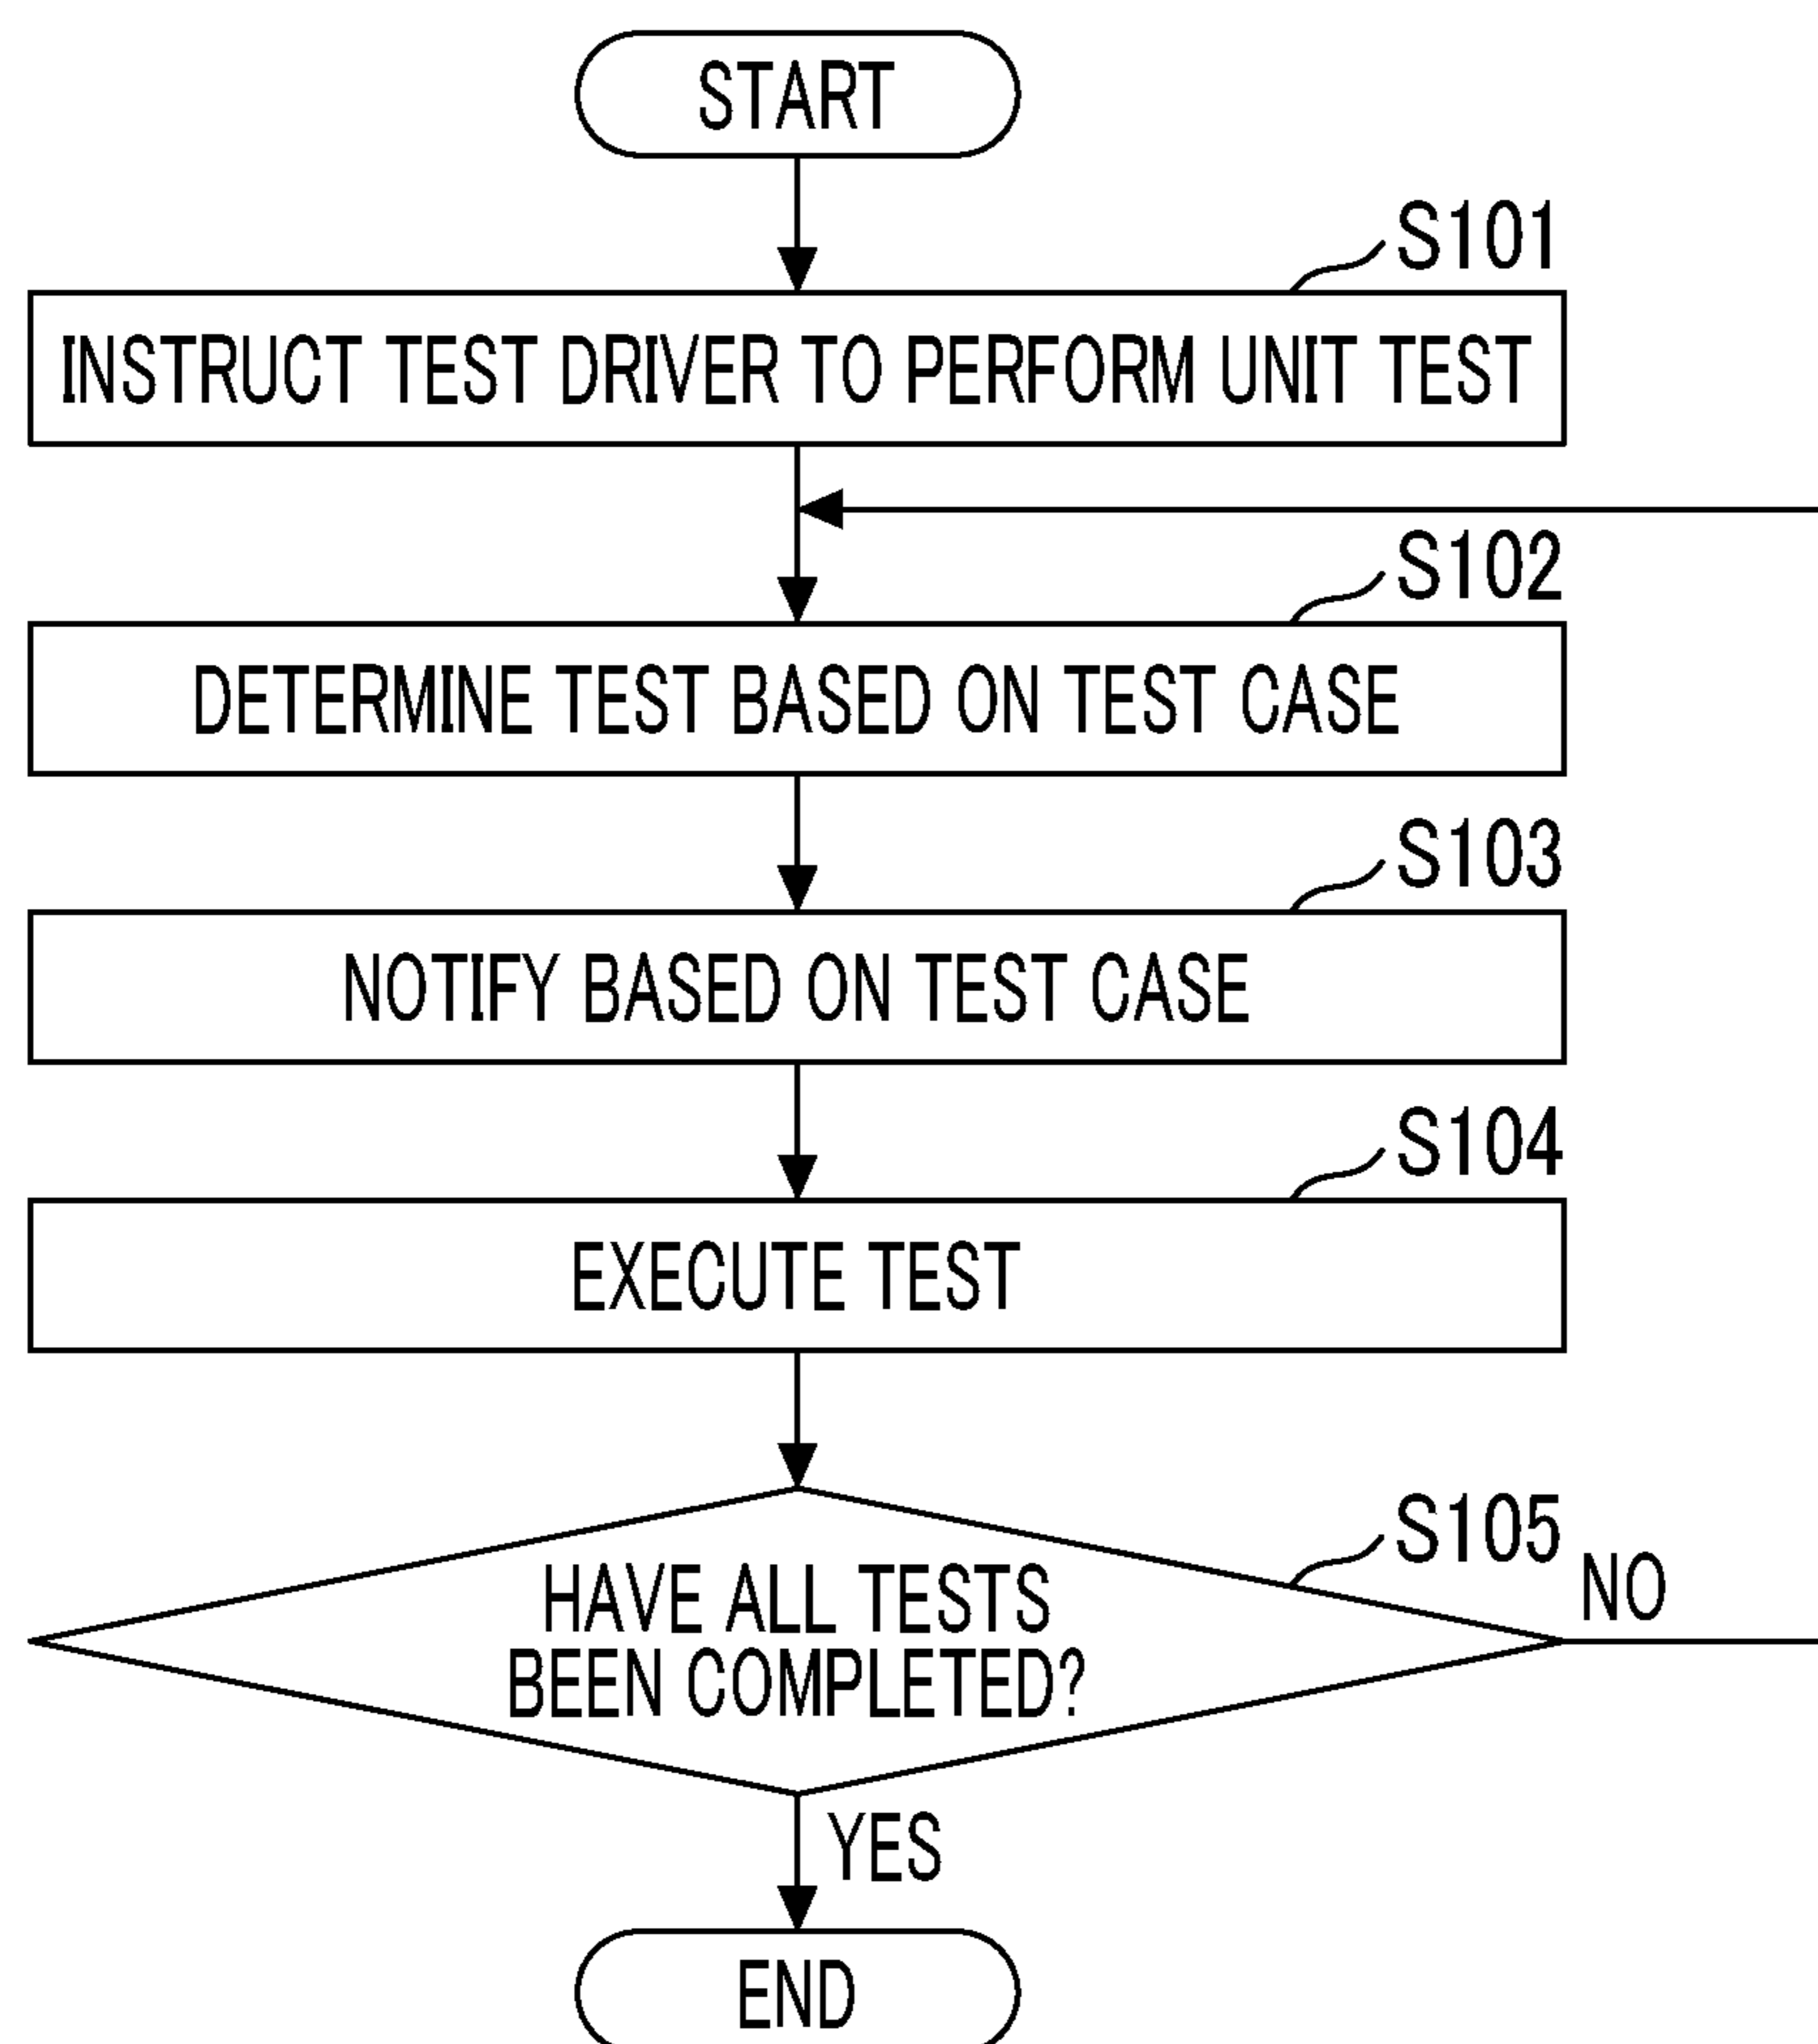 START
S101
INSTRUCT TEST DRIVER TO PERFORM UNIT TEST
S102
DETERMINE TEST BASED ON TEST CASE
S103
NOTIFY BASED ON TEST CASE
S104
EXECUTE TEST
S105
HAVE ALL TESTS
BEEN COMPLETED?
NO
YES
END